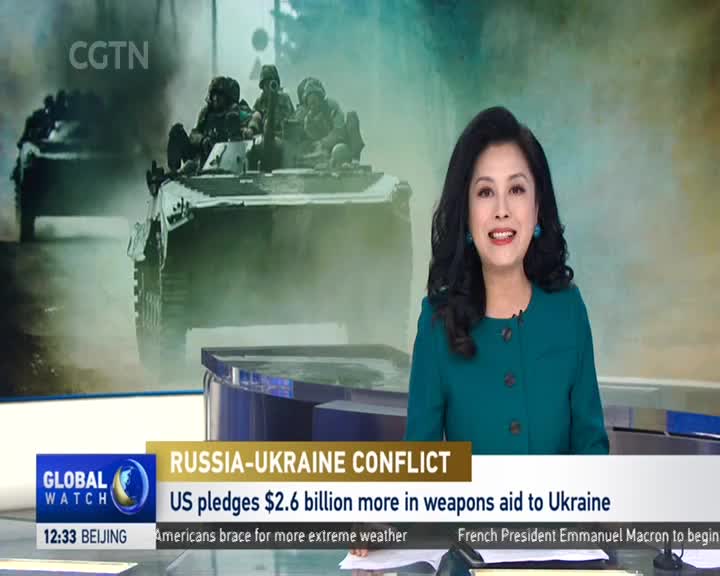 CGTN
RUSSIA-UKRAINE CONFLICT
GLOBAL
WATCH
US pledges $2.6 billion more in weapons aid to Ukraine
12:33 BEIJING
Americans brace for more extreme weather
French President Emmanuel Macron to begin